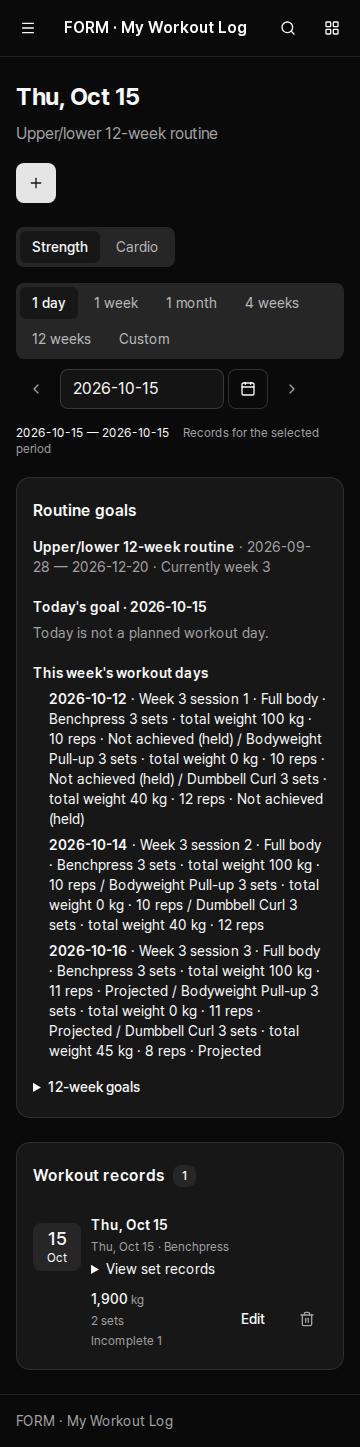 FORM · My Workout Log
Thu, Oct 15
Upper/lower 12-week routine
Strength Cardio
1 day 1 week 1 month 4 weeks
12 weeks Custom
2026-10-15
2026-10-15 — 2026-10-15 Records for the selected
period
Routine goals
Upper/lower 12-week routine · 2026-09-
28 — 2026-12-20 · Currently week 3
Today's goal · 2026-10-15
Today is not a planned workout day.
This week's workout days
2026-10-12 · Week 3 session 1 · Full body ·
Benchpress 3 sets · total weight 100 kg ·
10 reps · Not achieved (held) / Bodyweight
Pull-up 3 sets · total weight 0 kg · 10 reps ·
Not achieved (held) / Dumbbell Curl 3 sets ·
total weight 40 kg · 12 reps · Not achieved
(held)
2026-10-14 · Week 3 session 2 · Full body
· Benchpress 3 sets · total weight 100 kg ·
10 reps / Bodyweight Pull-up 3 sets · total
weight 0 kg · 10 reps / Dumbbell Curl 3
sets · total weight 40 kg · 12 reps
2026-10-16 · Week 3 session 3 · Full body
· Benchpress 3 sets · total weight 100 kg ·
11 reps · Projected / Bodyweight Pull-up 3
sets · total weight 0 kg · 11 reps ·
Projected / Dumbbell Curl 3 sets · total
weight 45 kg · 8 reps · Projected
12-week goals
Workout records 1
15
Oct
Thu, Oct 15
Thu, Oct 15 · Benchpress
View set records
1,900 kg
2 sets
Incomplete 1
Edit
FORM · My Workout Log